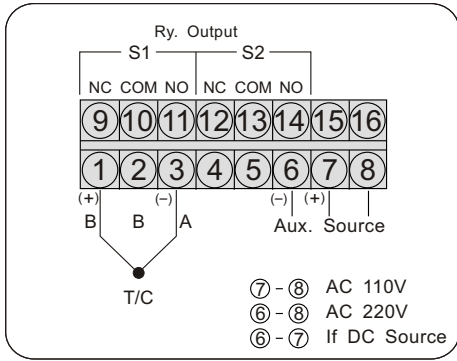 Ry. Output
S1 S2
NC COM NO NC COM NO
9 10 11 12 13 14 15 16
1 2 3 4 5 6 7 8
(+) (−) (−) (+)
B B A Aux. Source
T/C
⑦ - ⑧ AC 110V
⑥ - ⑧ AC 220V
⑥ - ⑦ If DC Source